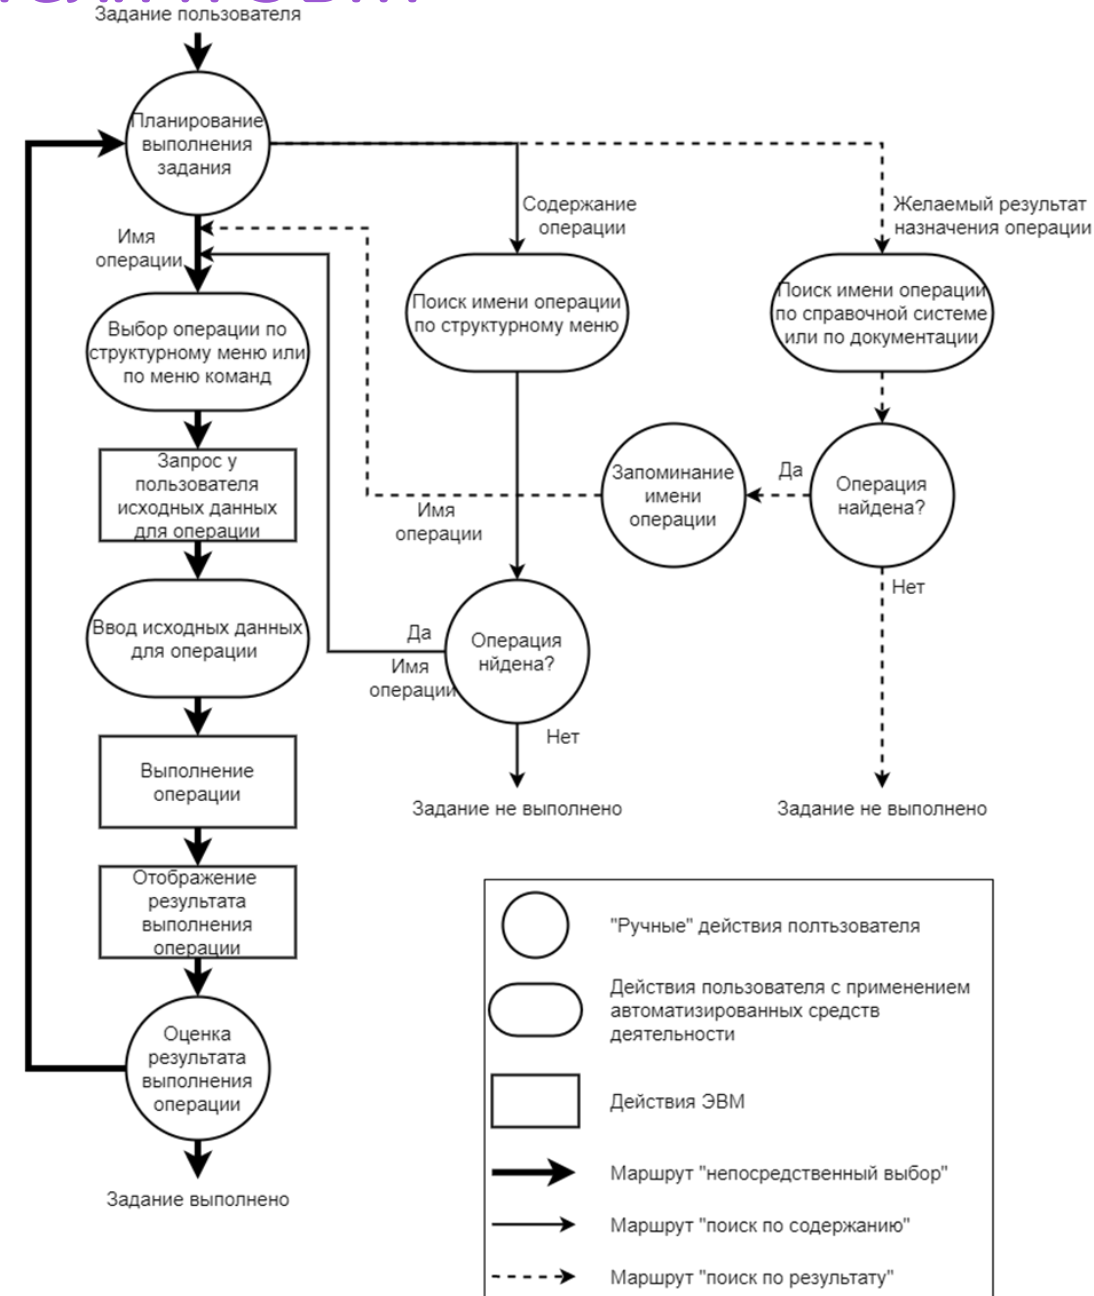 Задание пользователя
Планирование
выполнения
задания
Имя
операции
Содержание
операции
Желаемый результат
назначения операции
Выбор операции по
структурному меню или
по меню команд
Поиск имени операции
по структурному меню
Поиск имени операции
по справочной системе
или по документации
Запрос у
пользователя
исходных данных
для операции
Имя
операции
Запоминание
имени
операции
Да
Операция
найдена?
Нет
Ввод исходных данных
для операции
Да
Имя
операции
Операция
нйдена?
Нет
Выполнение
операции
Задание не выполнено
Задание не выполнено
Отображение
результата
выполнения
операции
Оценка
результата
выполнения
операции
Задание выполнено
"Ручные" действия полтьзователя
Действия пользователя с применением
автоматизированных средств
деятельности
Действия ЭВМ
Маршрут "непосредственный выбор"
Маршрут "поиск по содержанию"
Маршрут "поиск по результату"